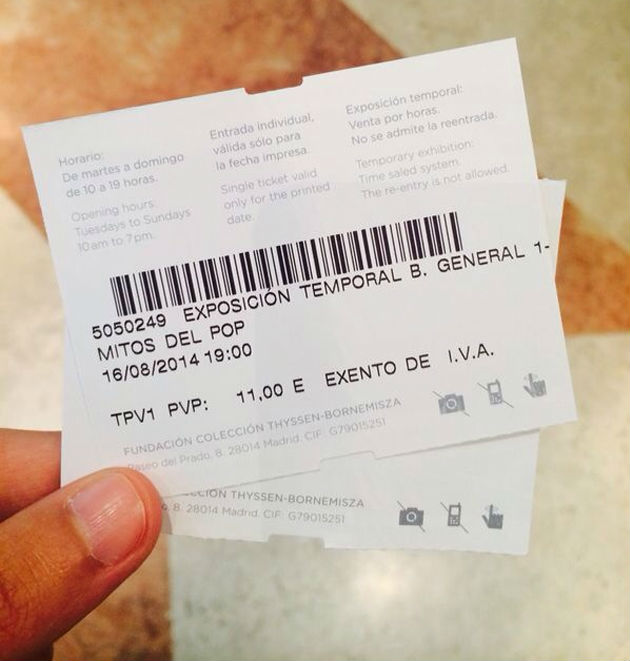 Horario:
De martes a domingo
de 10 a 19 horas.
Opening hours:
Tuesdays to Sundays
10am to 7pm.
Entrada individual,
válida sólo para
la fecha impresa.
Single ticket valid
only for the printed
date.
Exposición temporal:
Venta por horas.
No se admite la reentrada.
Temporary exhibition:
Time saled system.
The re-entry is not allowed.
5050249 EXPOSICIÓN TEMPORAL B. GENERAL 1-
MITOS DEL POP
16/08/2014 19:00
TPV1 PVP: 11,00 E EXENTO DE I.V.A.
FUNDACIÓN COLECCIÓN THYSSEN-BORNEMISZA
Paseo del Prado, 8. 28014 Madrid. CIF: G79015251
CCIÓN THYSSEN-BORNEMISZA
8. 28014 Madrid. CIF: G79015251